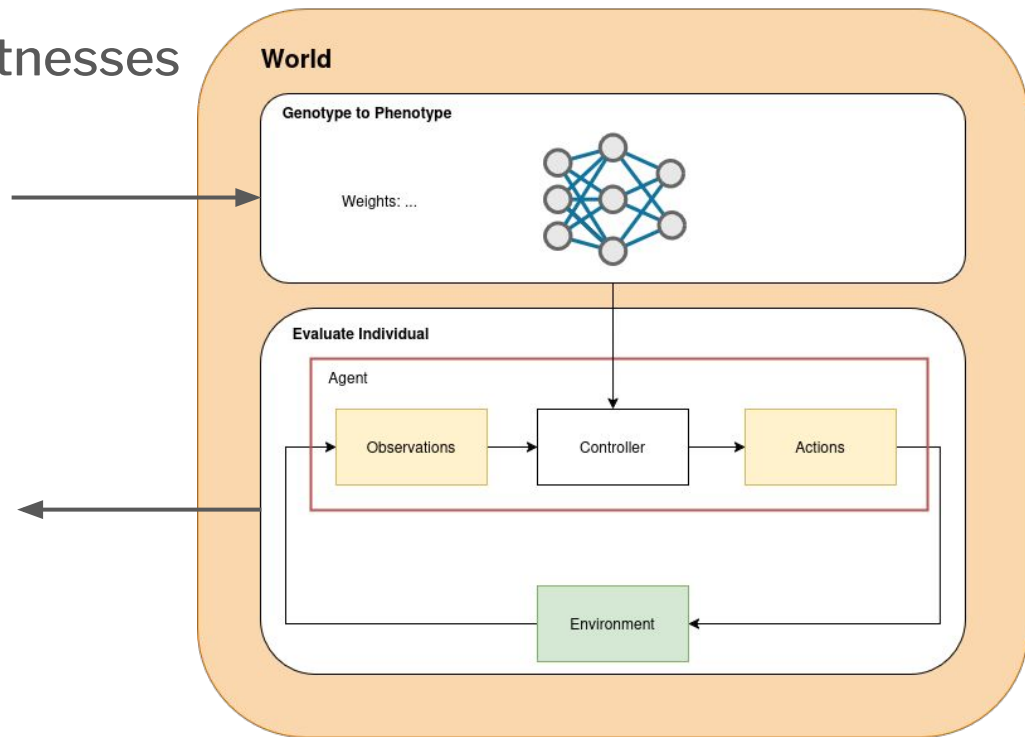 tnesses
World
Genotype to Phenotype
Weights: ...
Evaluate Individual
Agent
Observations
Controller
Actions
Environment